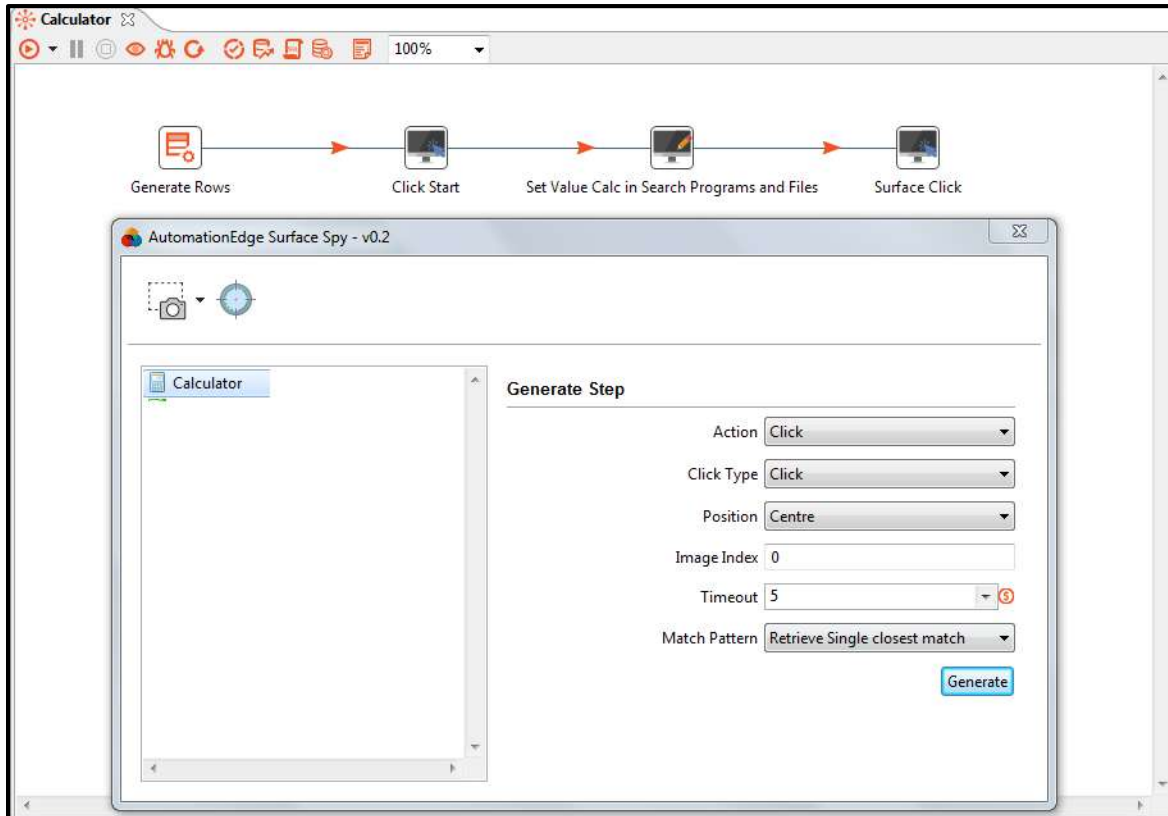 Calculator
100%
Generate Rows
Click Start
Set Value Calc in Search Programs and Files
Surface Click
AutomationEdge Surface Spy - v0.2
Calculator
Generate Step
Action Click
Click Type Click
Position Centre
Image Index 0
Timeout 5
Match Pattern Retrieve Single closest match
Generate